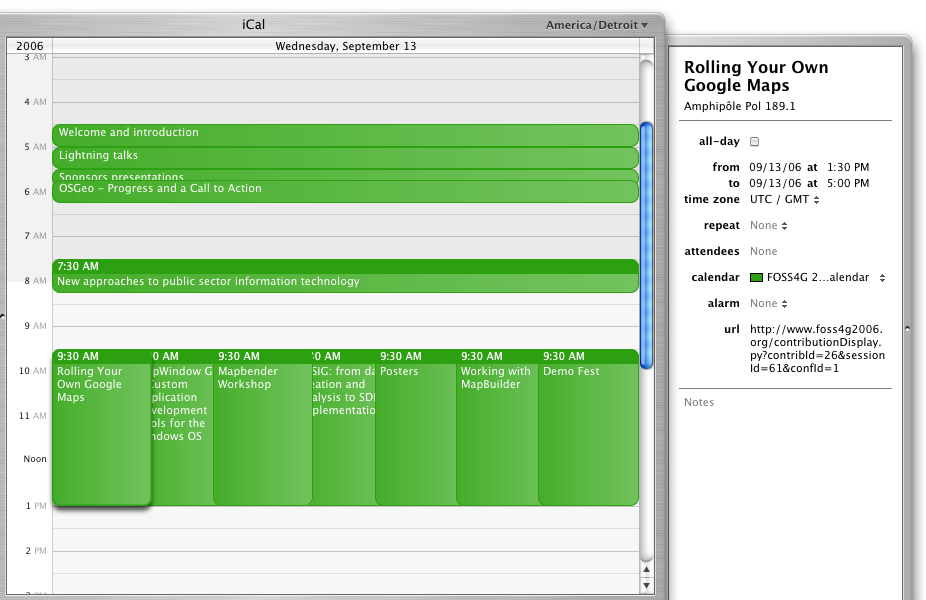 iCal
America/Detroit
2006
Wednesday, September 13
3 AM
4 AM
5 AM
6 AM
7 AM
8 AM
9 AM
10 AM
11 AM
Noon
1 PM
2 PM
Welcome and introduction
Lightning talks
Sponsors presentations
OSGeo – Progress and a Call to Action
7:30 AM
New approaches to public sector information technology
9:30 AM
Rolling Your
Own Google
Maps
0 AM
pWindow G
Custom
plication
velopment
ols for the
ndows OS
9:30 AM
Mapbender
Workshop
0 AM
SIG: from da
eation and
alysis to SDI
plementatio
9:30 AM
Posters
9:30 AM
Working with
MapBuilder
9:30 AM
Demo Fest
Rolling Your Own
Google Maps
Amphipôle Pol 189.1
all-day
from 09/13/06 at 1:30 PM
to 09/13/06 at 5:00 PM
time zone UTC / GMT
repeat None
attendees None
calendar FOSS4G 2...alendar
alarm None
url http://www.foss4g2006.
org/contributionDisplay.
py?contribId=26&session
Id=61&confId=1
Notes